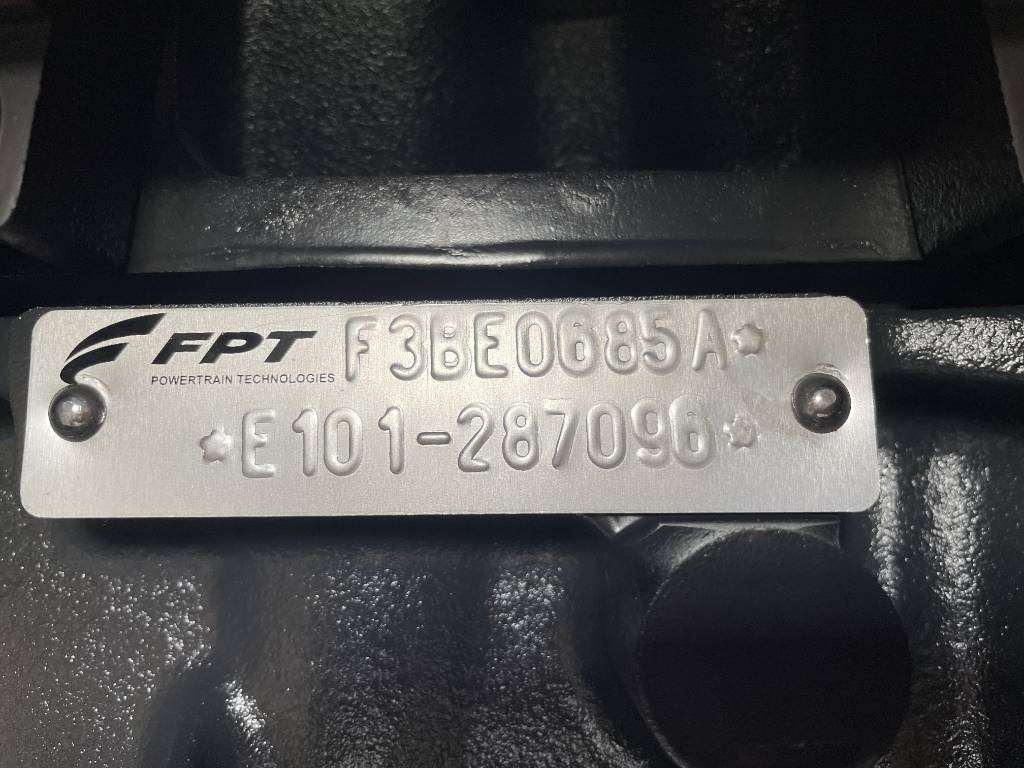 FPT F3BE0685A*
POWERTRAIN TECHNOLOGIES
*E101-287096*